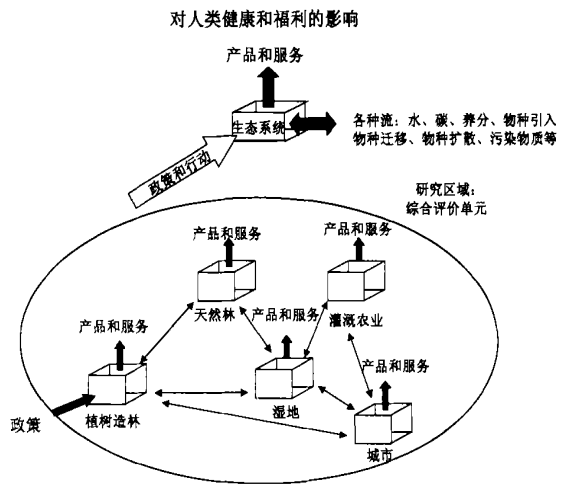 对人类健康和福利的影响
产品和服务
生态系统
各种流：水、碳、养分、物种引入
物种迁移、物种扩散、污染物质等
政策和行动
研究区域：
综合评价单元
产品和服务
产品和服务
天然林
产品和服务
灌溉农业
产品和服务
产品和服务
政策
植树造林
湿地
城市